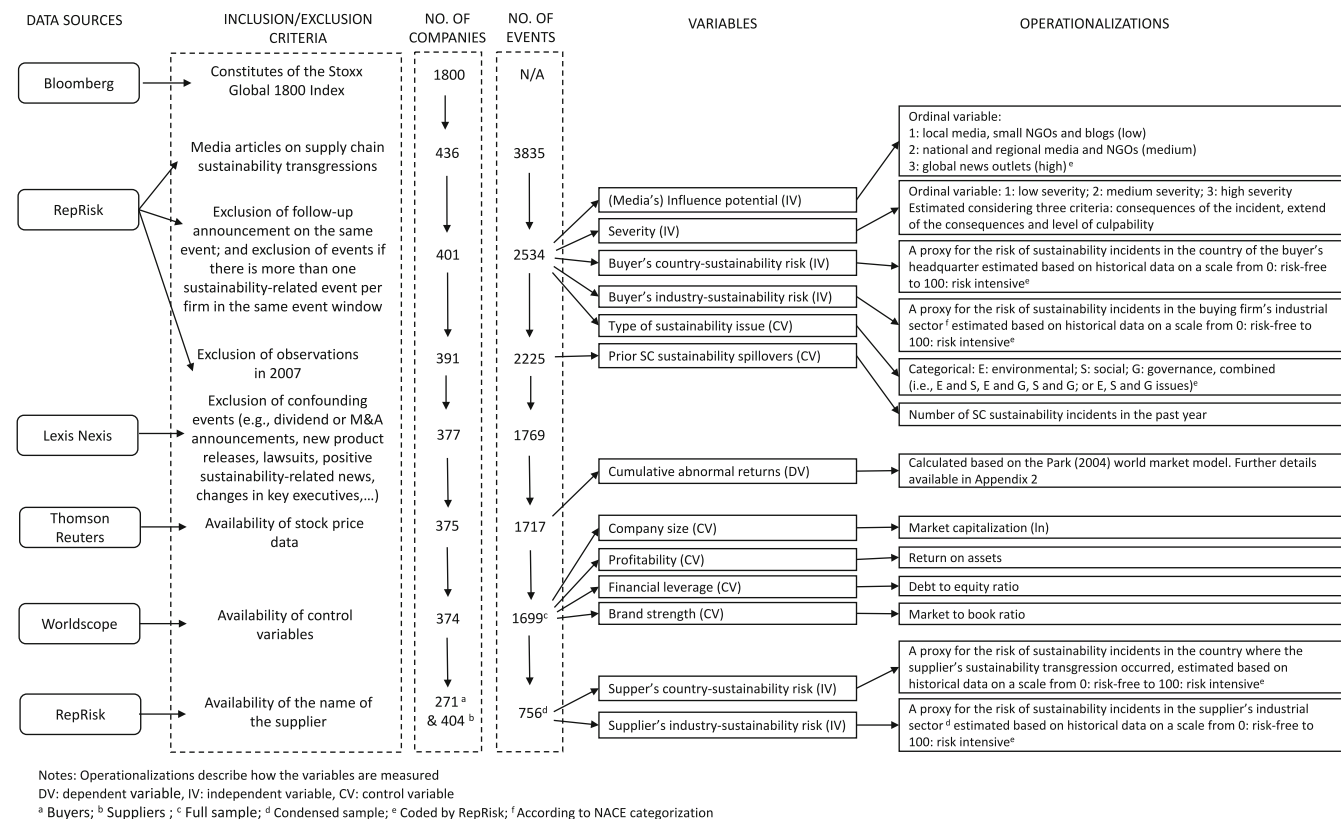 DATA SOURCES
INCLUSION/EXCLUSION
CRITERIA
NO. OF
COMPANIES
NO. OF
EVENTS
VARIABLES
OPERATIONALIZATIONS
Bloomberg
Constitutes of the Stoxx
Global 1800 Index
1800
N/A
RepRisk
Media articles on supply chain
sustainability transgressions
436
3835
Exclusion of follow-up
announcement on the same
event; and exclusion of events if
there is more than one
sustainability-related event per
firm in the same event window
401
2534
Exclusion of observations
in 2007
391
2225
Lexis Nexis
Exclusion of confounding
events (e.g., dividend or M&A
announcements, new product
releases, lawsuits, positive
sustainability-related news,
changes in key executives,...)
377
1769
Thomson
Reuters
Availability of stock price
data
375
1717
Worldscope
Availability of control
variables
374
1699ᶜ
RepRisk
Availability of the name of
the supplier
271 ᵃ
& 404 ᵇ
756ᵈ
(Media's) Influence potential (IV)
Ordinal variable:
1: local media, small NGOs and blogs (low)
2: national and regional media and NGOs (medium)
3: global news outlets (high) ᵉ
Severity (IV)
Ordinal variable: 1: low severity; 2: medium severity; 3: high severity
Estimated considering three criteria: consequences of the incident, extend
of the consequences and level of culpability
Buyer's country-sustainability risk (IV)
A proxy for the risk of sustainability incidents in the country of the buyer's
headquarter estimated based on historical data on a scale from 0: risk-free
to 100: risk intensiveᵉ
Buyer's industry-sustainability risk (IV)
A proxy for the risk of sustainability incidents in the buying firm's industrial
sector ᶠ estimated based on historical data on a scale from 0: risk-free to
100: risk intensiveᵉ
Type of sustainability issue (CV)
Categorical: E: environmental; S: social; G: governance, combined
(i.e., E and S, E and G, S and G; or E, S and G issues)ᵉ
Prior SC sustainability spillovers (CV)
Number of SC sustainability incidents in the past year
Cumulative abnormal returns (DV)
Calculated based on the Park (2004) world market model. Further details
available in Appendix 2
Company size (CV)
Market capitalization (ln)
Profitability (CV)
Return on assets
Financial leverage (CV)
Debt to equity ratio
Brand strength (CV)
Market to book ratio
Supper's country-sustainability risk (IV)
A proxy for the risk of sustainability incidents in the country where the
supplier's sustainability transgression occurred, estimated based on
historical data on a scale from 0: risk-free to 100: risk intensiveᵉ
Supplier's industry-sustainability risk (IV)
A proxy for the risk of sustainability incidents in the supplier's industrial
sector ᵈ estimated based on historical data on a scale from 0: risk-free to
100: risk intensiveᵉ
Notes: Operationalizations describe how the variables are measured
DV: dependent variable, IV: independent variable, CV: control variable
ᵃ Buyers; ᵇ Suppliers ; ᶜ Full sample; ᵈ Condensed sample; ᵉ Coded by RepRisk; ᶠ According to NACE categorization